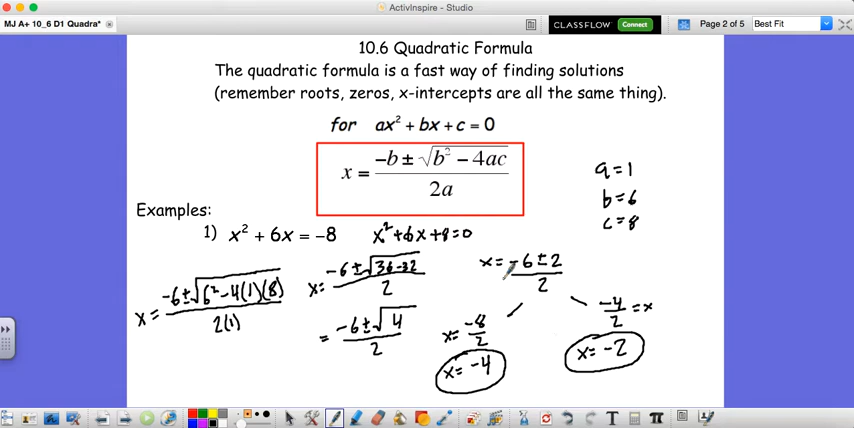 ActivInspire - Studio
MJ A+ 10_6 D1 Quadra*
CLASSFLOW Connect
Page 2 of 5
Best Fit
10.6 Quadratic Formula
The quadratic formula is a fast way of finding solutions
(remember roots, zeros, x-intercepts are all the same thing).
for ax² + bx + c = 0
x = (-b ± √(b² − 4ac)) / 2a
a=1
b=6
c=8
Examples:
1) x² + 6x = −8
x²+6x+8=0
x = (-6±√(6²-4(1)(8))) / 2(1)
x= (-6±√(36-32)) / 2
= (-6±√4) / 2
x= (-6±2) / 2
x= -8/2
x= -4
-4/2 = x
x= -2